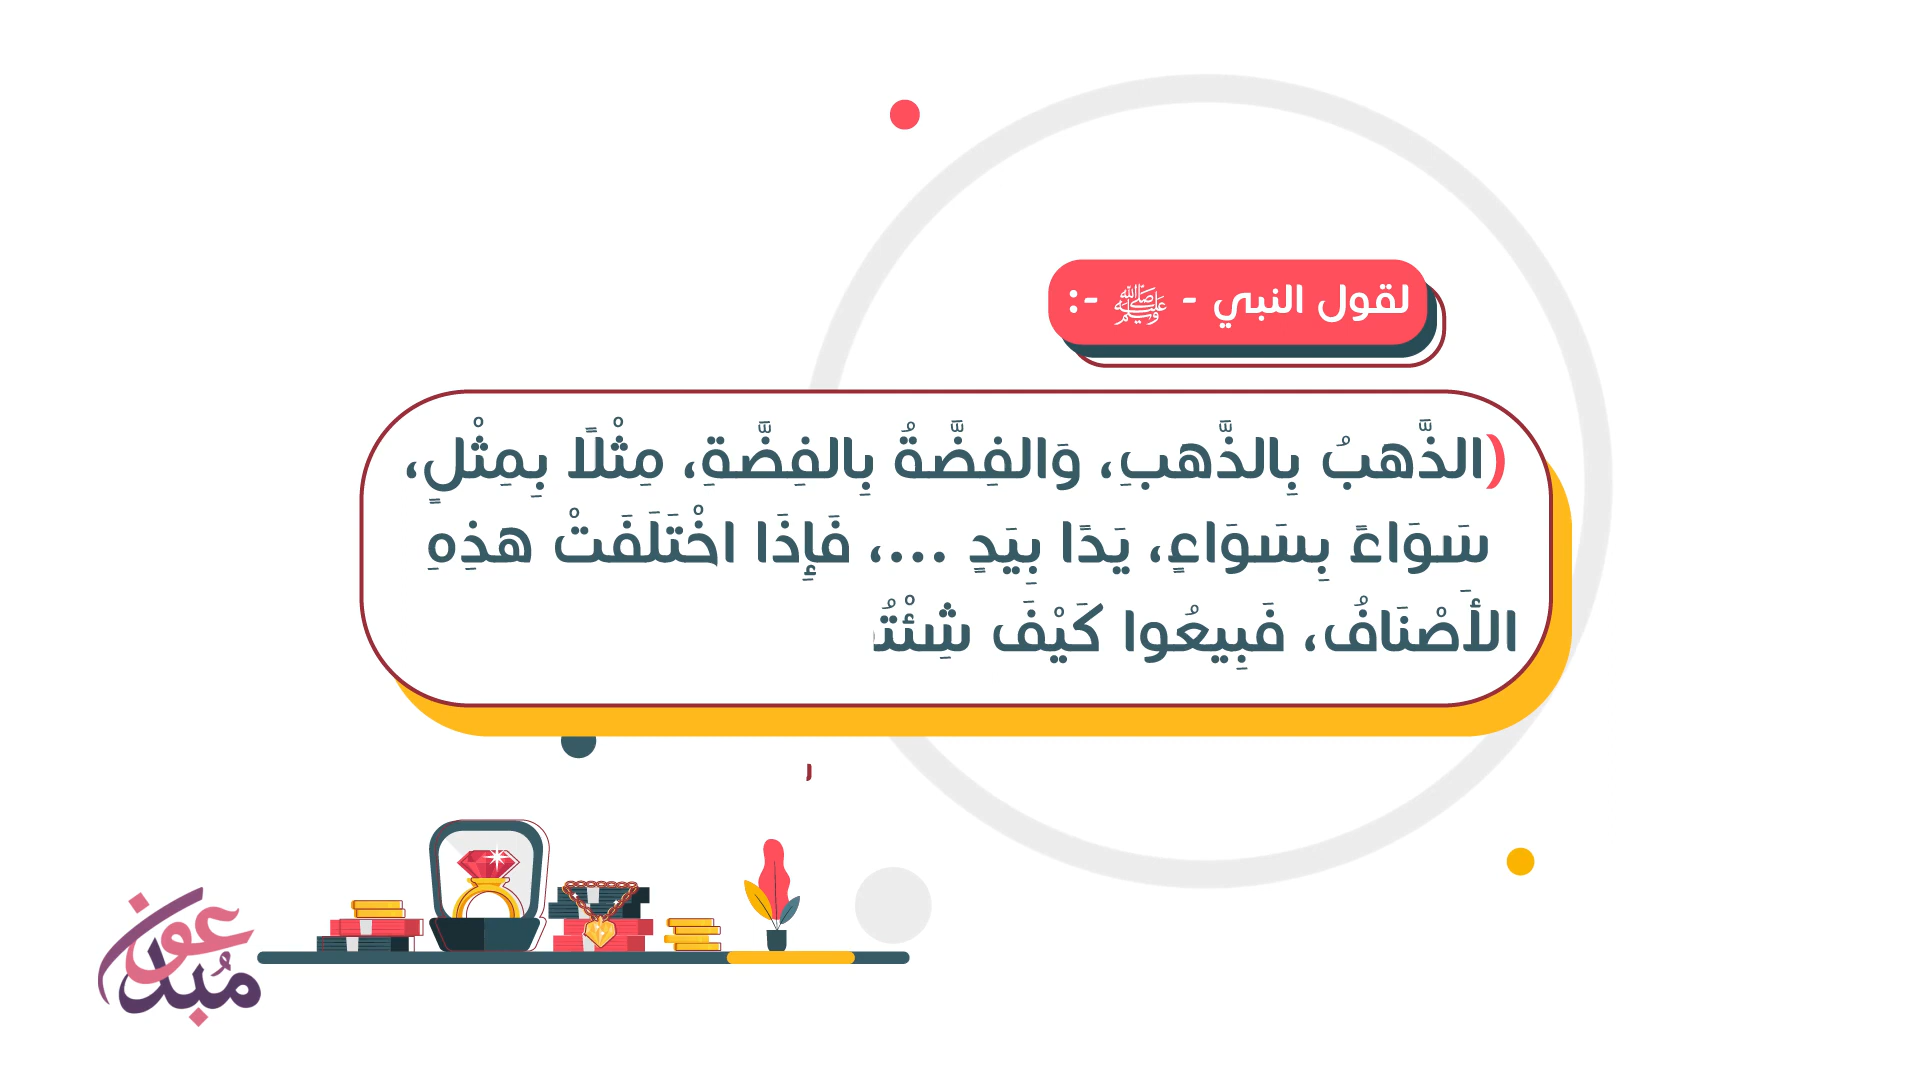 لقول النبي - ﷺ -:
(الذَّهبُ بِالذَّهبِ، وَالفِضَّةُ بِالفِضَّةِ، مِثْلًا بِمِثْلٍ،
سَوَاءً بِسَوَاءٍ، يَدًا بِيَدٍ ...، فَإِذَا اخْتَلَفَتْ هذِهِ
الأَصْنَافُ، فَبِيعُوا كَيْفَ
مُبدعون